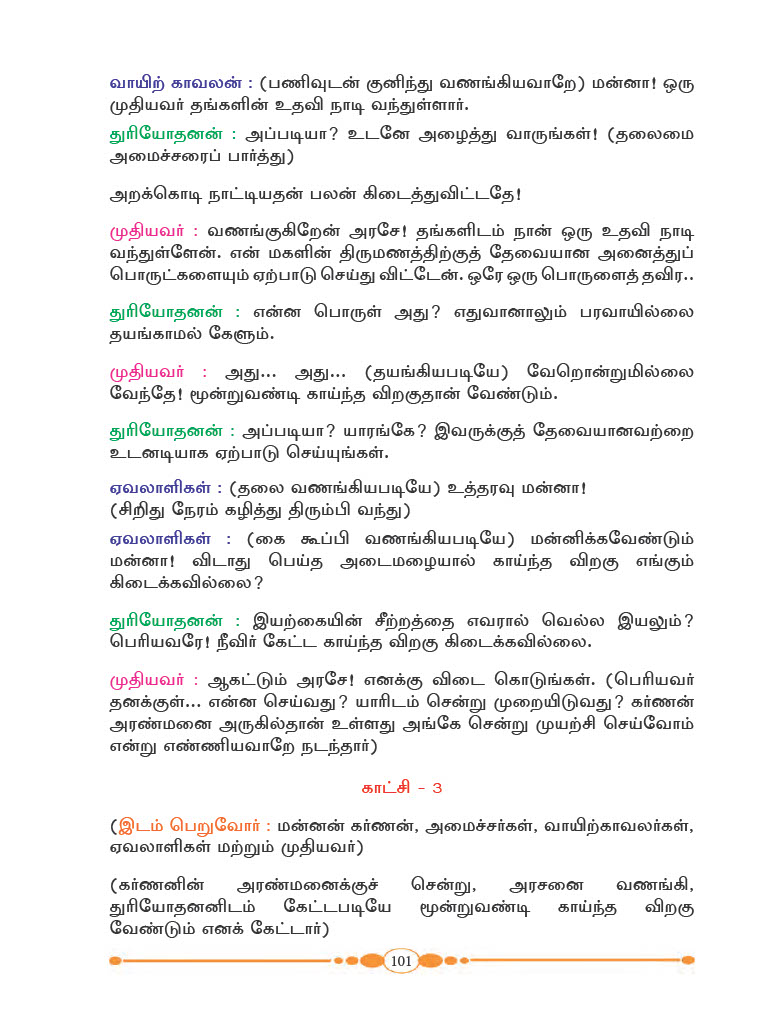 வாயிற் காவலன் : (பணிவுடன் குனிந்து வணங்கியவாறே) மன்னா! ஒரு
முதியவர் தங்களின் உதவி நாடி வந்துள்ளார்.
துரியோதனன் : அப்படியா? உடனே அழைத்து வாருங்கள்! (தலைமை
அமைச்சரைப் பார்த்து)
அறக்கொடி நாட்டியதன் பலன் கிடைத்துவிட்டதே!
முதியவர் : வணங்குகிறேன் அரசே! தங்களிடம் நான் ஒரு உதவி நாடி
வந்துள்ளேன். என் மகளின் திருமணத்திற்குத் தேவையான அனைத்துப்
பொருட்களையும் ஏற்பாடு செய்து விட்டேன். ஒரே ஒரு பொருளைத் தவிர..
துரியோதனன் : என்ன பொருள் அது? எதுவானாலும் பரவாயில்லை
தயங்காமல் கேளும்.
முதியவர் : அது... அது... (தயங்கியபடியே) வேறொன்றுமில்லை
வேந்தே! மூன்றுவண்டி காய்ந்த விறகுதான் வேண்டும்.
துரியோதனன் : அப்படியா? யாரங்கே? இவருக்குத் தேவையானவற்றை
உடனடியாக ஏற்பாடு செய்யுங்கள்.
ஏவலாளிகள் : (தலை வணங்கியபடியே) உத்தரவு மன்னா!
(சிறிது நேரம் கழித்து திரும்பி வந்து)
ஏவலாளிகள் : (கை கூப்பி வணங்கியபடியே) மன்னிக்கவேண்டும்
மன்னா! விடாது பெய்த அடைமழையால் காய்ந்த விறகு எங்கும்
கிடைக்கவில்லை?
துரியோதனன் : இயற்கையின் சீற்றத்தை எவரால் வெல்ல இயலும்?
பெரியவரே! நீவிர் கேட்ட காய்ந்த விறகு கிடைக்கவில்லை.
முதியவர் : ஆகட்டும் அரசே! எனக்கு விடை கொடுங்கள். (பெரியவர்
தனக்குள்... என்ன செய்வது? யாரிடம் சென்று முறையிடுவது? கர்ணன்
அரண்மனை அருகில்தான் உள்ளது அங்கே சென்று முயற்சி செய்வோம்
என்று எண்ணியவாறே நடந்தார்)
காட்சி - 3
(இடம் பெறுவோர் : மன்னன் கர்ணன், அமைச்சர்கள், வாயிற்காவலர்கள்,
ஏவலாளிகள் மற்றும் முதியவர்)
(கர்ணனின் அரண்மனைக்குச் சென்று, அரசனை வணங்கி,
துரியோதனனிடம் கேட்டபடியே மூன்றுவண்டி காய்ந்த விறகு
வேண்டும் எனக் கேட்டார்)
101